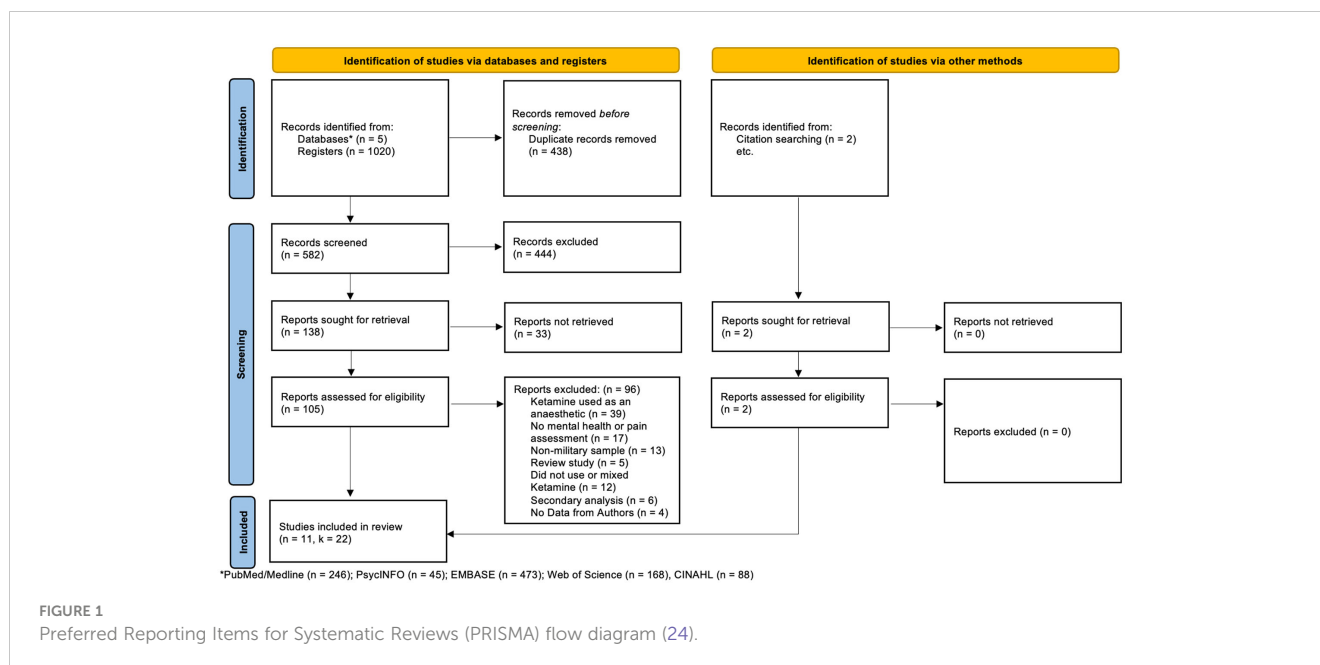 Identification of studies via databases and registers
Identification of studies via other methods
Identification
Records identified from:
Databases* (n = 5)
Registers (n = 1020)
Records removed before
screening:
Duplicate records removed
(n = 438)
Records identified from:
Citation searching (n = 2)
etc.
Screening
Records screened
(n = 582)
Records excluded
(n = 444)
Reports sought for retrieval
(n = 138)
Reports not retrieved
(n = 33)
Reports sought for retrieval
(n = 2)
Reports not retrieved
(n = 0)
Reports assessed for eligibility
(n = 105)
Reports excluded: (n = 96)
Ketamine used as an
anaesthetic (n = 39)
No mental health or pain
assessment (n = 17)
Non-military sample (n = 13)
Review study (n = 5)
Did not use or mixed
Ketamine (n = 12)
Secondary analysis (n = 6)
No Data from Authors (n = 4)
Reports assessed for eligibility
(n = 2)
Reports excluded (n = 0)
Included
Studies included in review
(n = 11, k = 22)
*PubMed/Medline (n = 246); PsycINFO (n = 45); EMBASE (n = 473); Web of Science (n = 168), CINAHL (n = 88)
FIGURE 1
Preferred Reporting Items for Systematic Reviews (PRISMA) flow diagram (24).